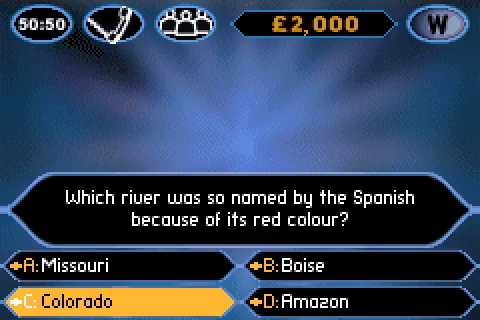 50:50 £2,000 W
Which river was so named by the Spanish
because of its red colour?
A: Missouri B: Boise
C: Colorado D: Amazon